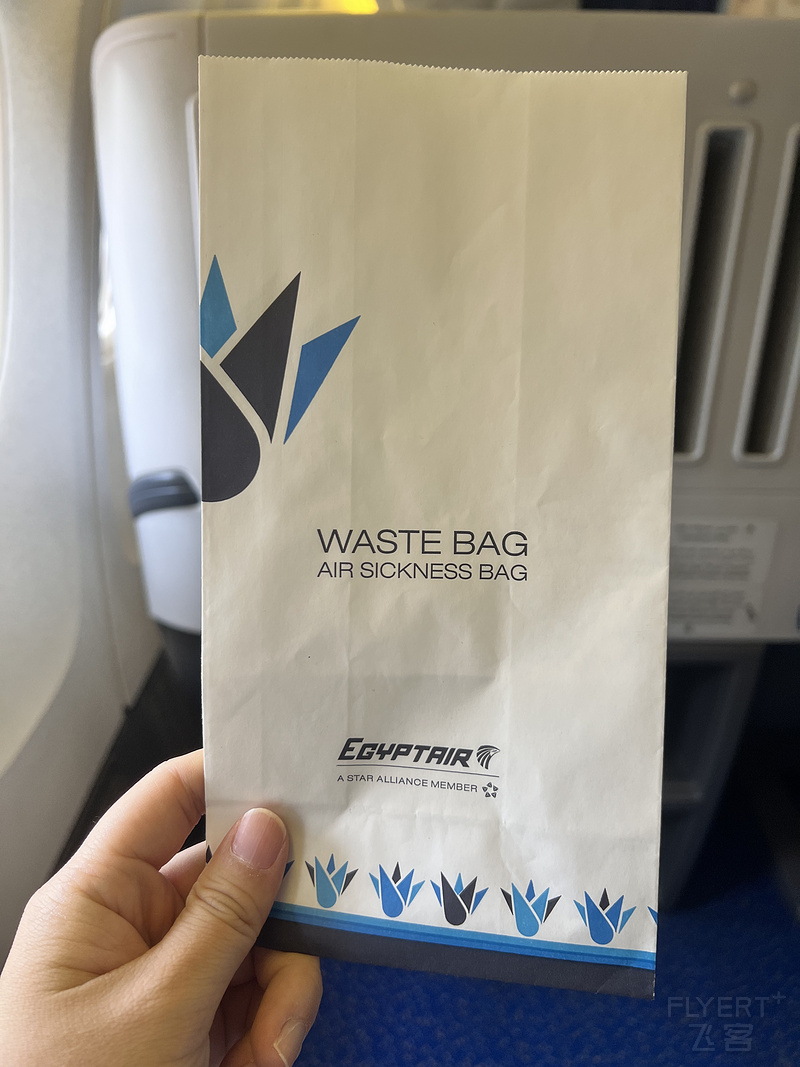 WASTE BAG
AIR SICKNESS BAG
EGYPTAIR
A STAR ALLIANCE MEMBER
FLYERT+
飞客